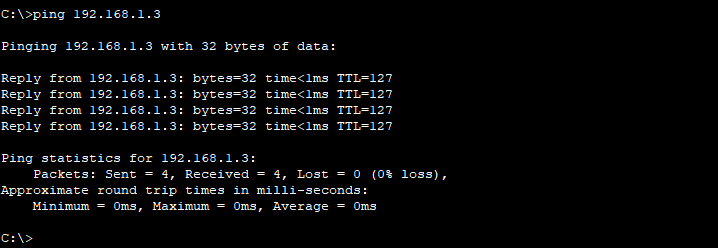 C:\>ping 192.168.1.3
Pinging 192.168.1.3 with 32 bytes of data:
Reply from 192.168.1.3: bytes=32 time<1ms TTL=127
Reply from 192.168.1.3: bytes=32 time<1ms TTL=127
Reply from 192.168.1.3: bytes=32 time<1ms TTL=127
Reply from 192.168.1.3: bytes=32 time<1ms TTL=127
Ping statistics for 192.168.1.3:
    Packets: Sent = 4, Received = 4, Lost = 0 (0% loss),
Approximate round trip times in milli-seconds:
    Minimum = 0ms, Maximum = 0ms, Average = 0ms
C:\>